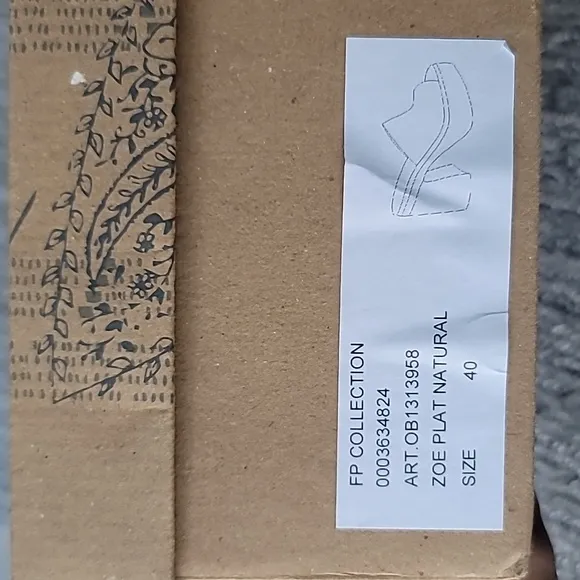 FP COLLECTION
0003634824
ART.OB1313958
ZOE PLAT NATURAL
SIZE 40